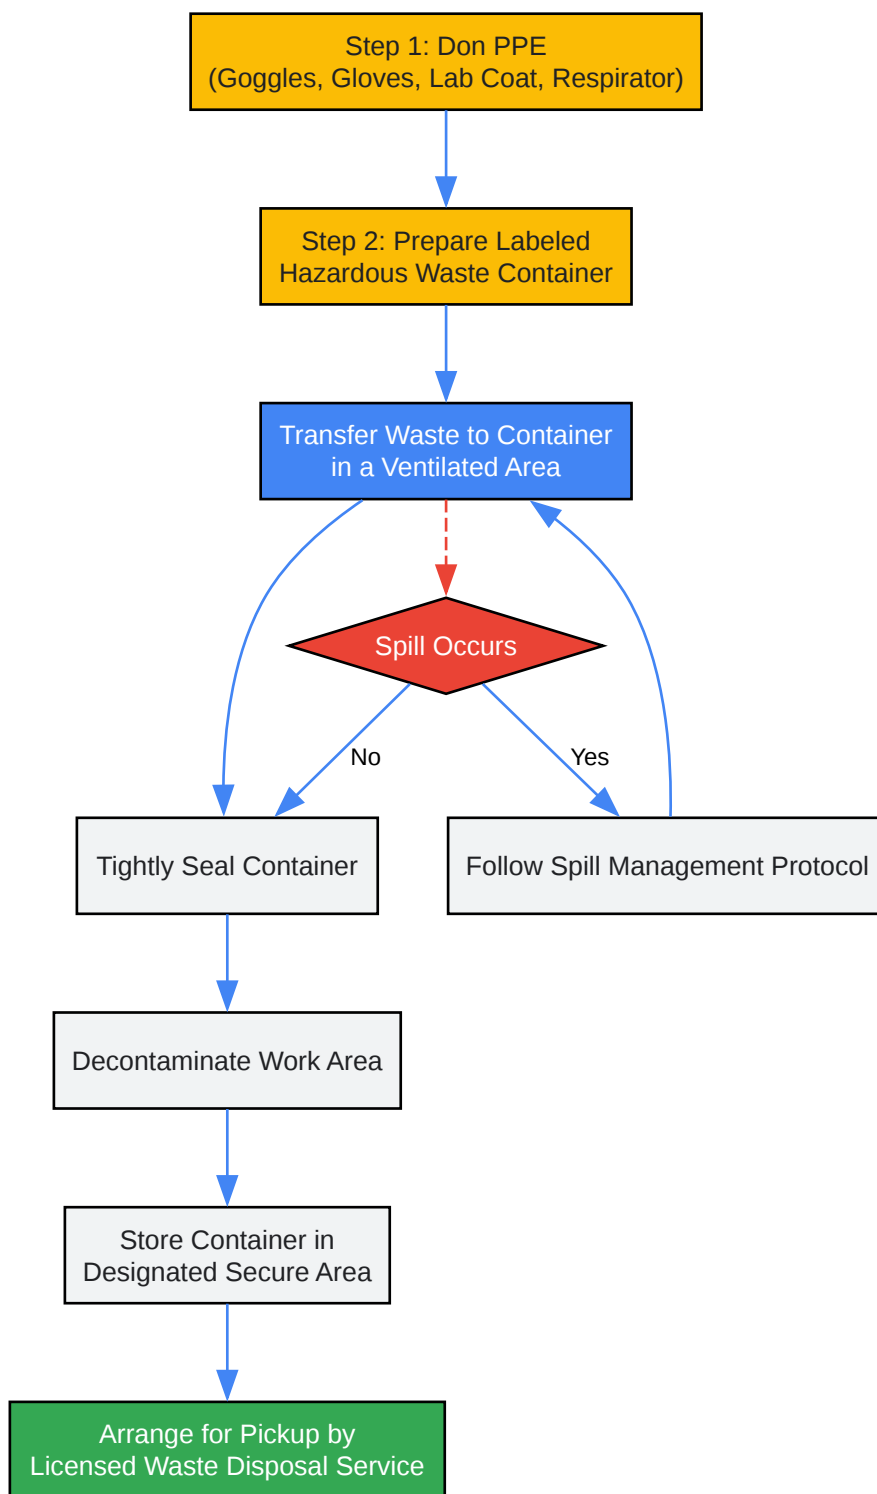 Step 1: Don PPE
(Goggles, Gloves, Lab Coat, Respirator)
Step 2: Prepare Labeled
Hazardous Waste Container
Transfer Waste to Container
in a Ventilated Area
Spill Occurs
No
Yes
Tightly Seal Container
Follow Spill Management Protocol
Decontaminate Work Area
Store Container in
Designated Secure Area
Arrange for Pickup by
Licensed Waste Disposal Service